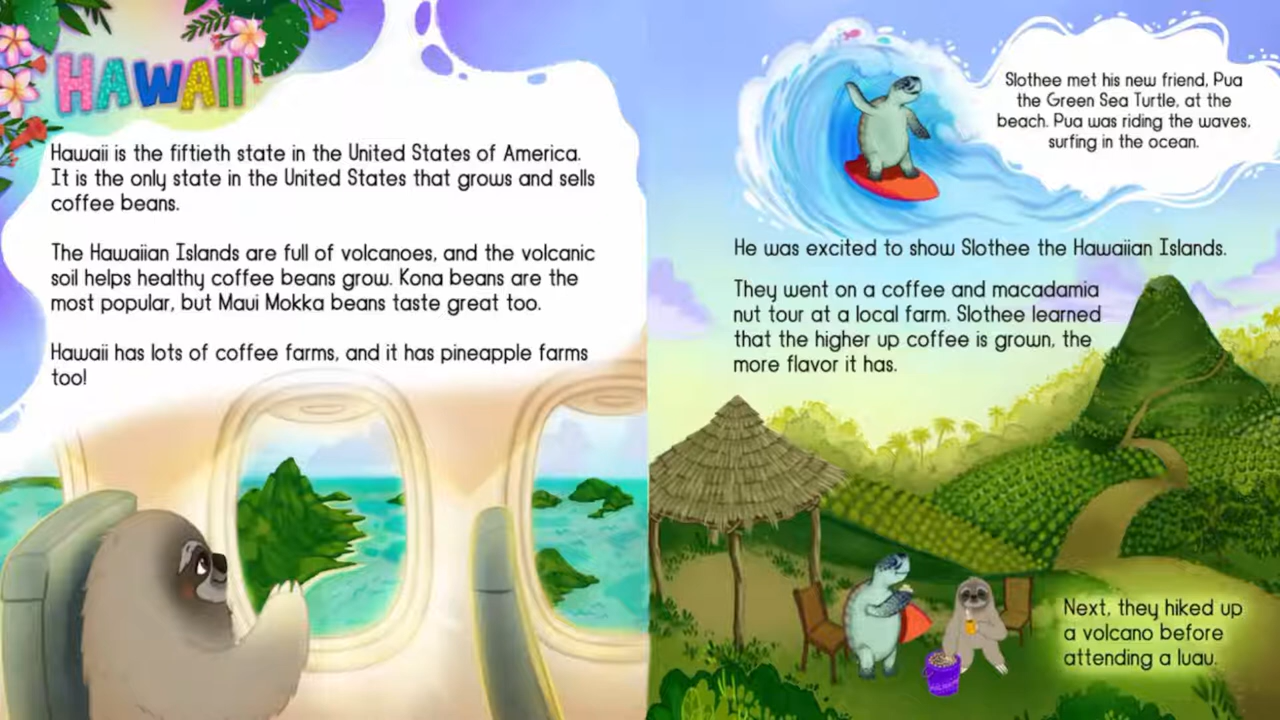 HAWAII
Hawaii is the fiftieth state in the United States of America.
It is the only state in the United States that grows and sells
coffee beans.
The Hawaiian Islands are full of volcanoes, and the volcanic
soil helps healthy coffee beans grow. Kona beans are the
most popular, but Maui Mokka beans taste great too.
Hawaii has lots of coffee farms, and it has pineapple farms
too!
Slothee met his new friend, Pua
the Green Sea Turtle, at the
beach. Pua was riding the waves,
surfing in the ocean.
He was excited to show Slothee the Hawaiian Islands.
They went on a coffee and macadamia
nut tour at a local farm. Slothee learned
that the higher up coffee is grown, the
more flavor it has.
Next, they hiked up
a volcano before
attending a luau.